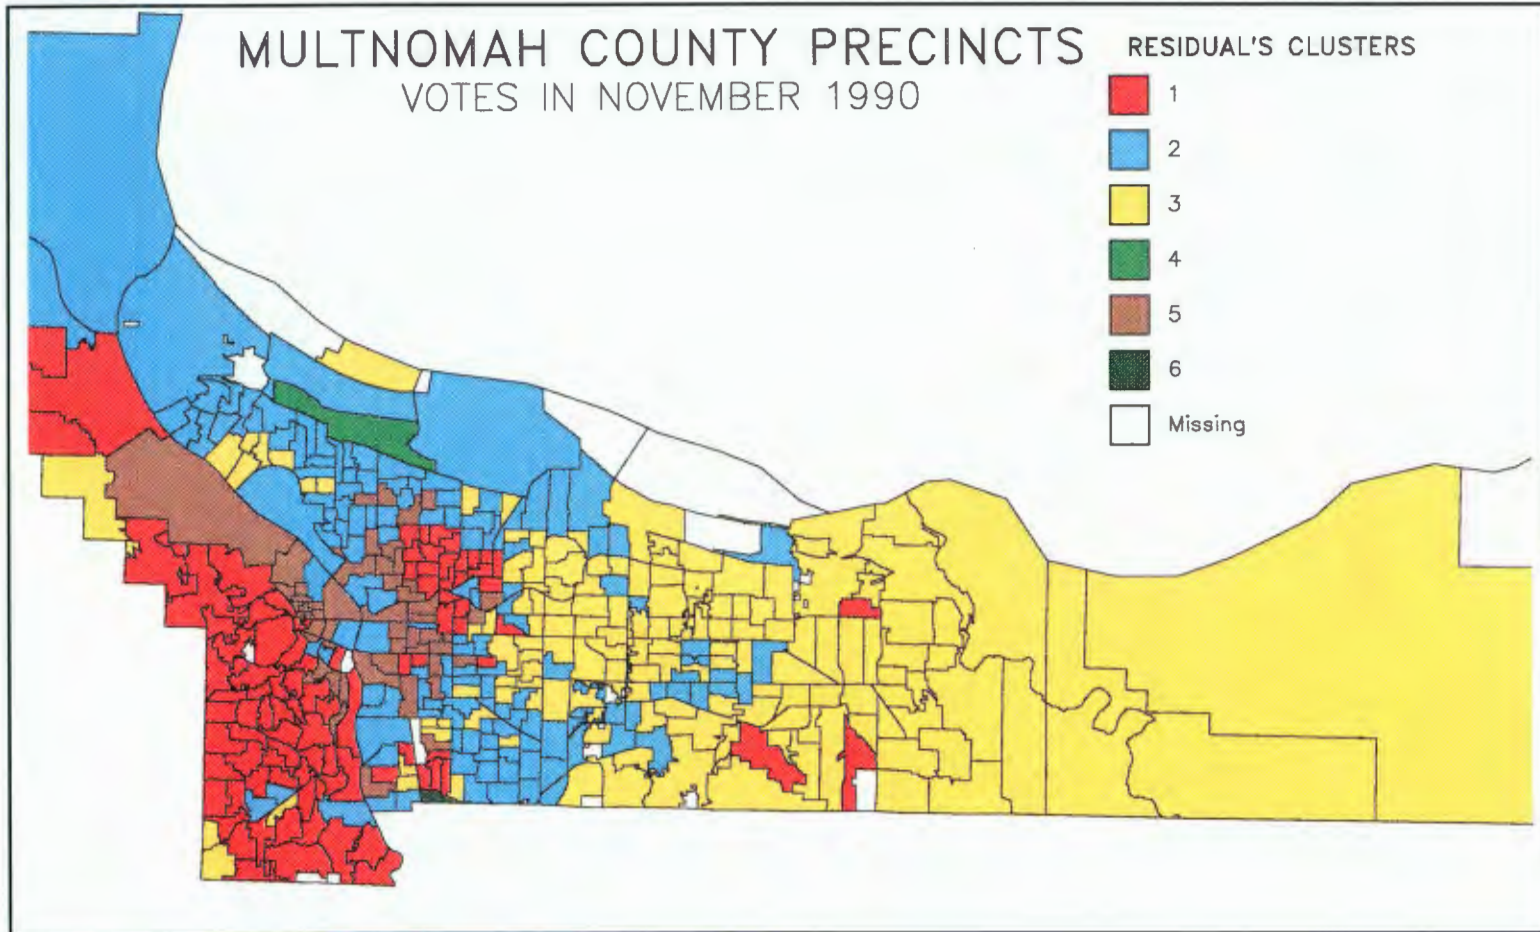 MULTNOMAH COUNTY PRECINCTS
VOTES IN NOVEMBER 1990
RESIDUAL'S CLUSTERS
1
2
3
4
5
6
Missing